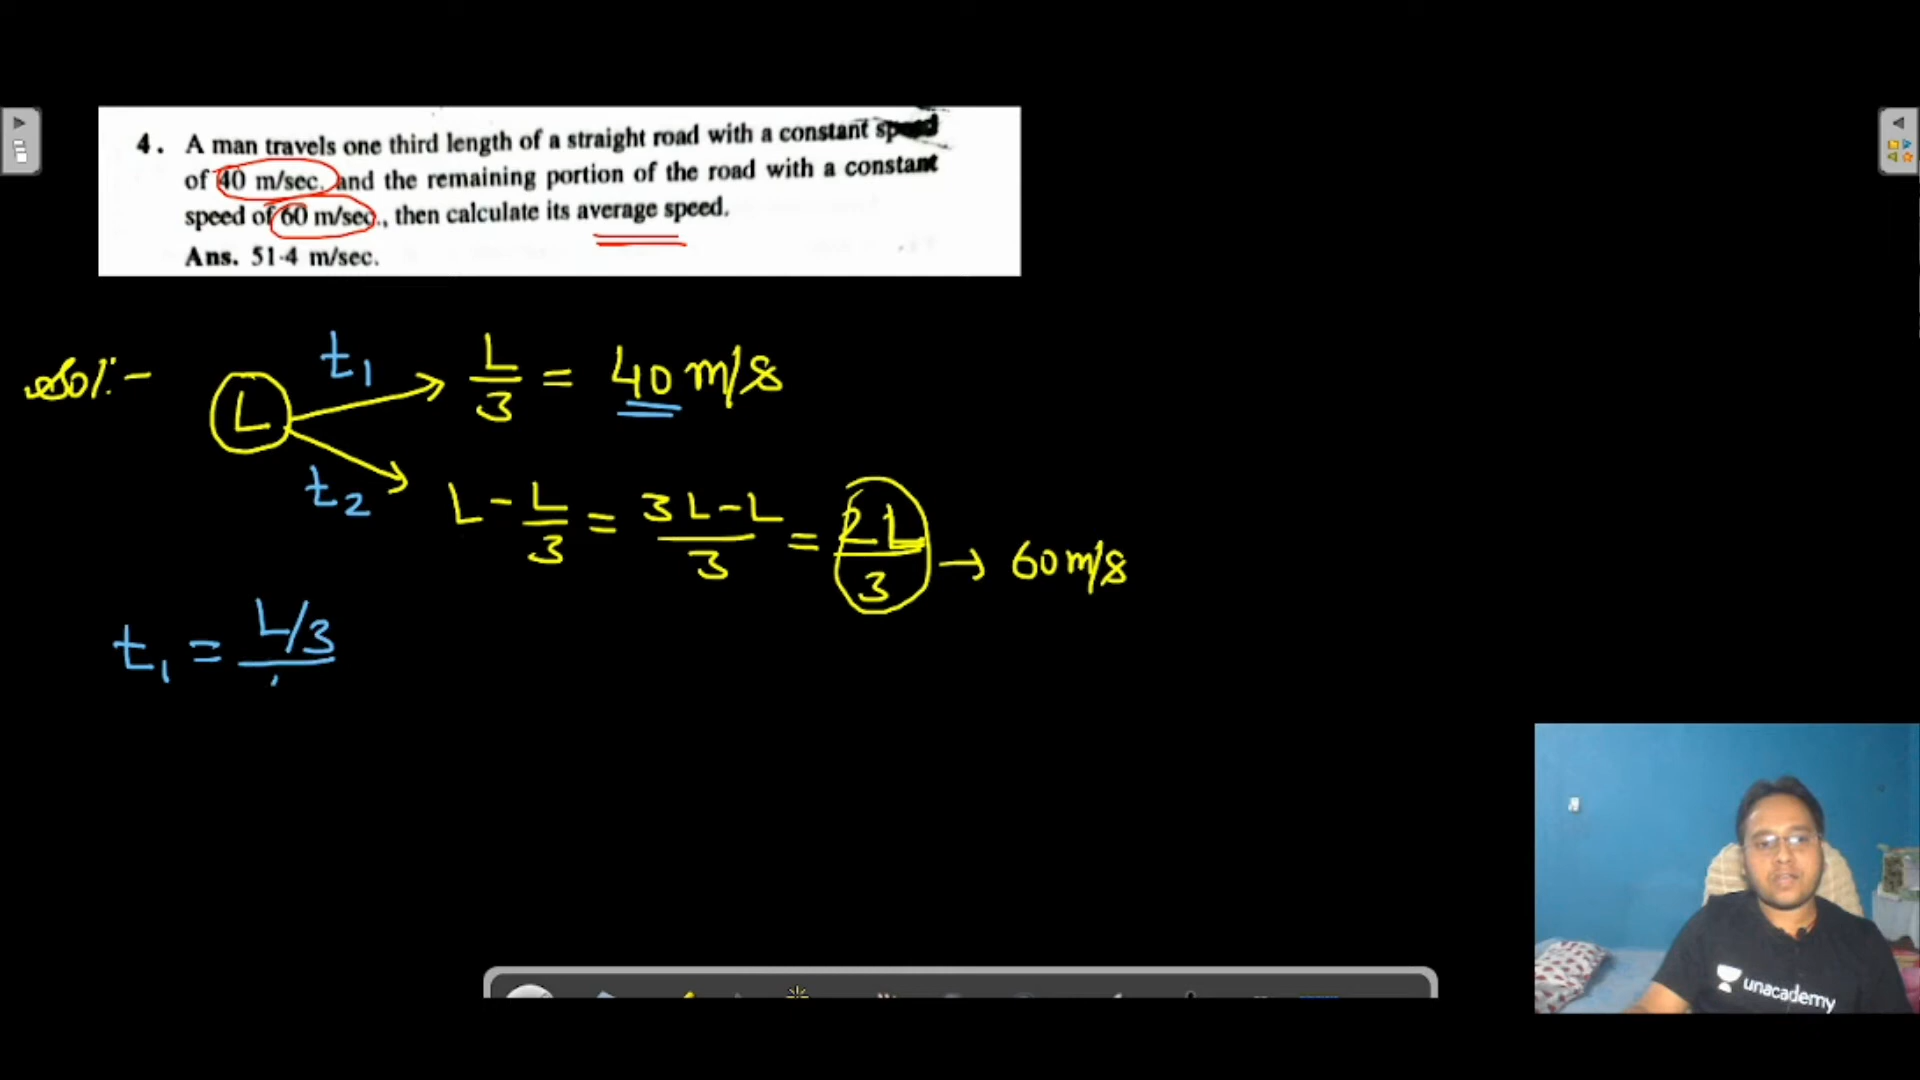 4. A man travels one third length of a straight road with a constant speed
of 40 m/sec. and the remaining portion of the road with a constant
speed of 60 m/sec., then calculate its average speed.
Ans. 51·4 m/sec.
Sol:-
L
t₁
L/3 = 40 m/s
t₂
L - L/3 = (3L-L)/3 = 2L/3 → 60 m/s
t₁ = L/3
unacademy